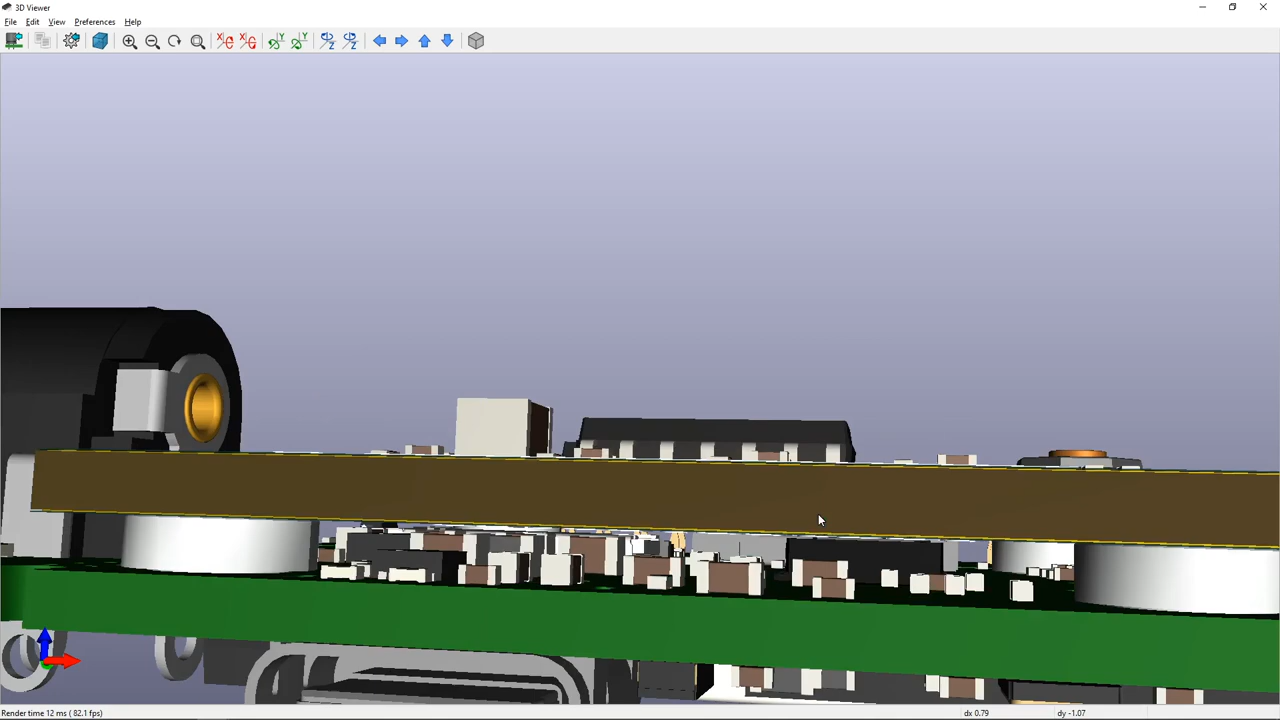 3D Viewer
File Edit View Preferences Help
Render time 12 ms ( 82.1 fps)
dx 0.79
dy -1.07